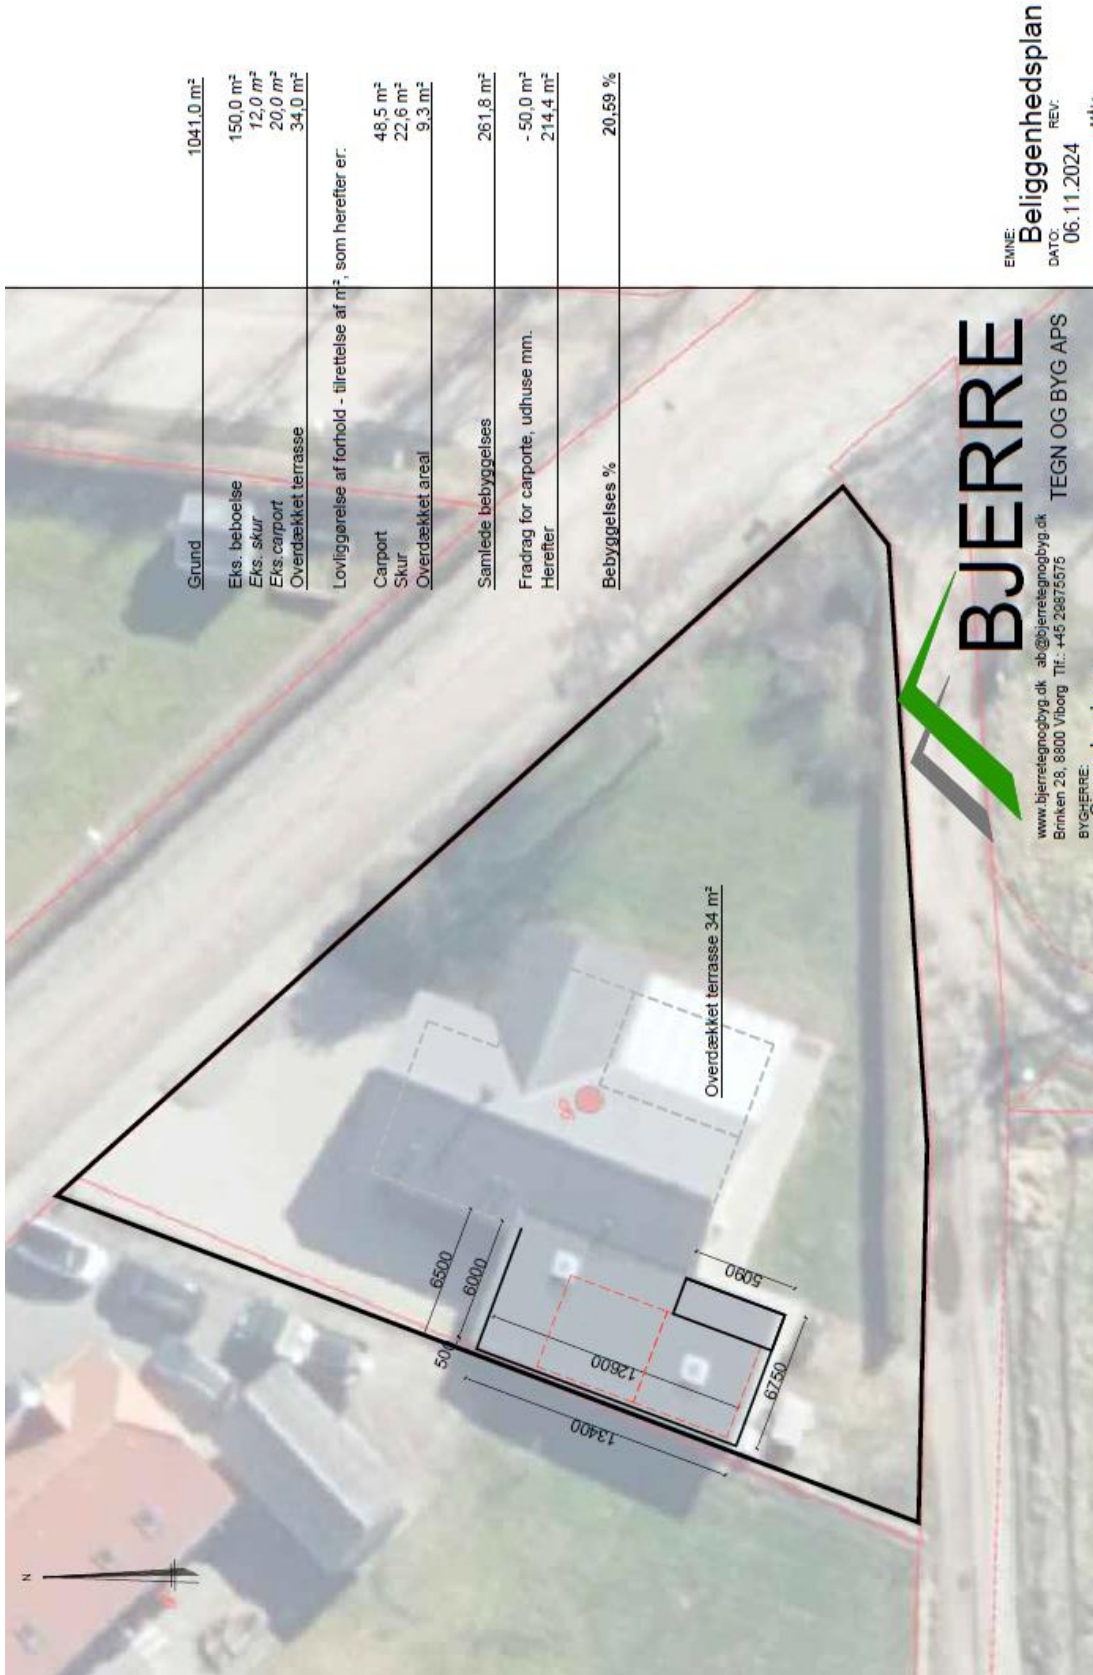 Grund 1041,0 m²
Eks. beboelse 150,0 m²
Eks. skur 12,0 m²
Eks.carport 20,0 m²
Overdækket terrasse 34,0 m²
Lovliggørelse af forhold - tilrettelse af m², som herefter er:
Carport 48,5 m²
Skur 22,6 m²
Overdækket areal 9,3 m²
Samlede bebyggelses 261,8 m²
Fradrag for carporte, udhuse mm. - 50,0 m²
Herefter 214,4 m²
Bebyggelses % 20,59 %
N
6500
6000
50
12600
13400
5090
6750
Overdækket terrasse 34 m²
BJERRE
TEGN OG BYG APS
www.bjerretegnogbyg.dk ab@bjerretegnogbyg.dk
Brinken 28, 8800 Viborg Tlf.: +45 29875575
BYGHERRE:
EMNE:
Beliggenhedsplan
DATO: REV:
06.11.2024